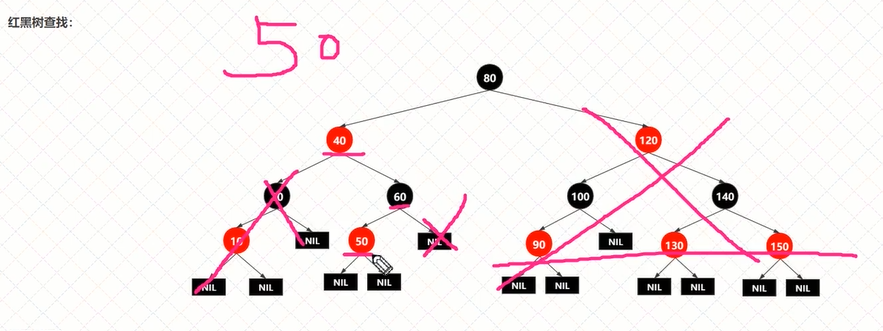 红黑树查找：
50
80
40 120
60 100 140
10 NIL 50 NIL 90 NIL 130 150
NIL NIL NIL NIL NIL NIL NIL NIL NIL NIL